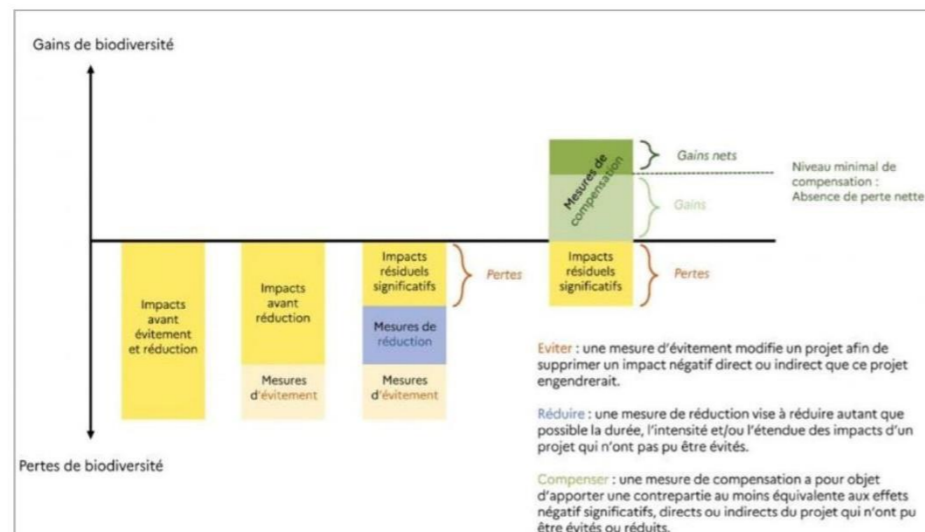 Gains de biodiversité
Mesures de
compensation
Gains nets
Niveau minimal de
compensation :
Absence de perte nette
Gains
Impacts
avant
évitement
et réduction
Impacts
avant
réduction
Mesures
d'évitement
Impacts
résiduels
significatifs
Pertes
Mesures de
réduction
Mesures
d'évitement
Impacts
résiduels
significatifs
Pertes
Pertes de biodiversité
Eviter : une mesure d'évitement modifie un projet afin de
supprimer un impact négatif direct ou indirect que ce projet
engendrerait.
Réduire : une mesure de réduction vise à réduire autant que
possible la durée, l'intensité et/ou l'étendue des impacts d'un
projet qui n'ont pas pu être évités.
Compenser : une mesure de compensation a pour objet
d'apporter une contrepartie au moins équivalente aux effets
négatif significatifs, directs ou indirects du projet qui n'ont pu
être évités ou réduits.